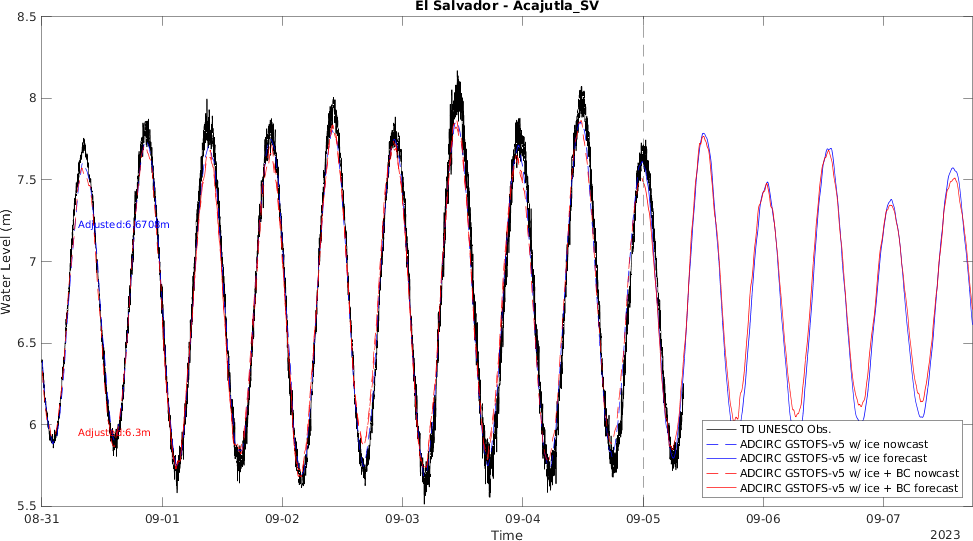 El Salvador - Acajutla_SV
8.5
8
7.5
7
6.5
6
5.5
Water Level (m)
Adjusted:6.6708m
Adjusted:6.3m
TD UNESCO Obs.
ADCIRC GSTOFS-v5 w/ ice nowcast
ADCIRC GSTOFS-v5 w/ ice forecast
ADCIRC GSTOFS-v5 w/ ice + BC nowcast
ADCIRC GSTOFS-v5 w/ ice + BC forecast
08-31 09-01 09-02 09-03 09-04 09-05 09-06 09-07
Time
2023